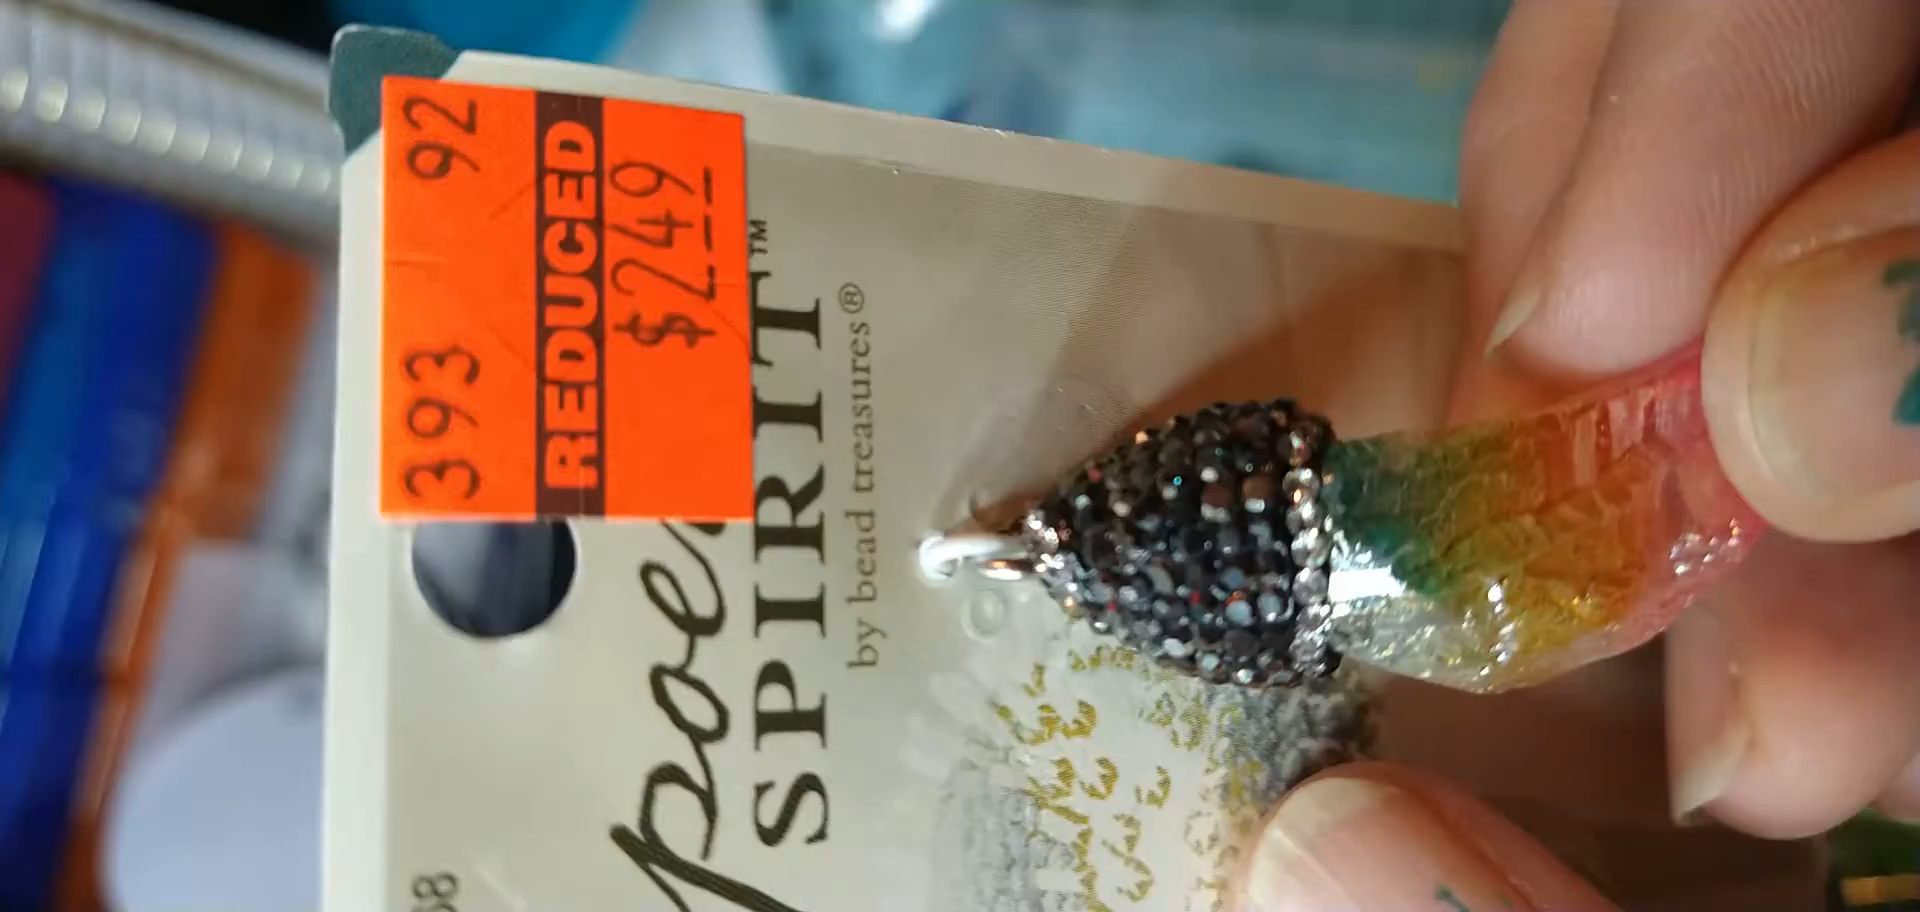 393 92
REDUCED
$2.49
SPIRIT™
by bead treasures®